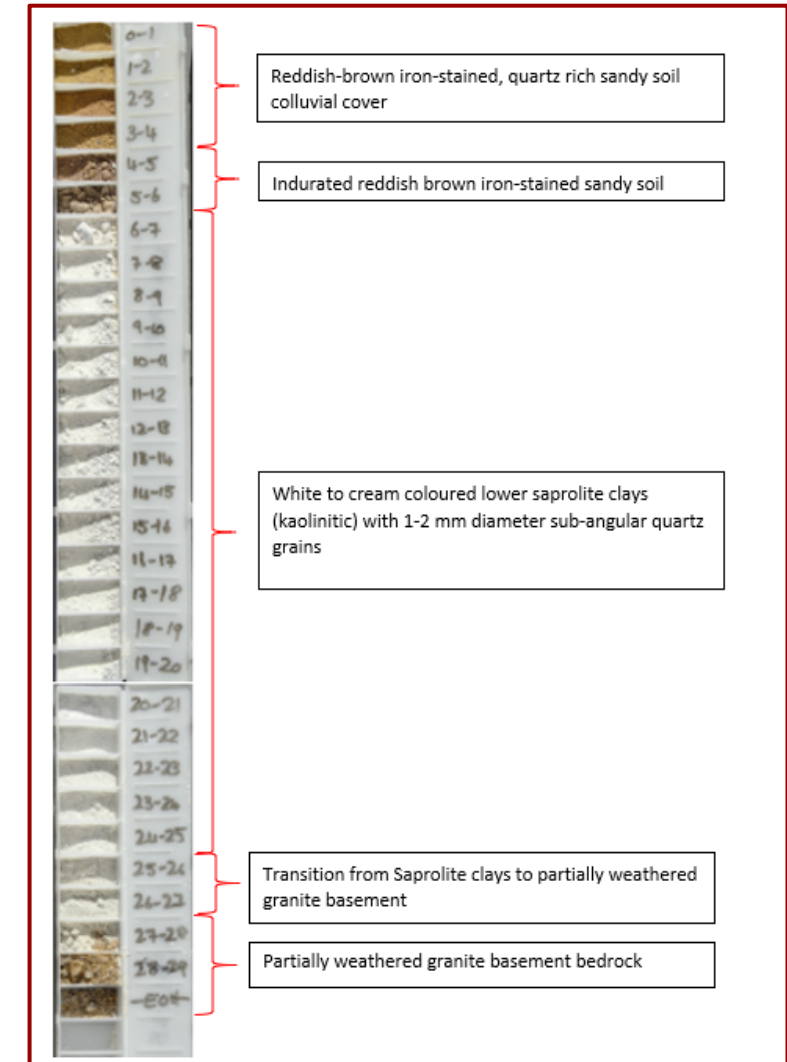 0-1
1-2
2-3
3-4
4-5
5-6
6-7
7-8
8-9
9-10
10-11
11-12
12-13
13-14
14-15
15-16
16-17
17-18
18-19
19-20
20-21
21-22
22-23
23-24
24-25
25-26
26-27
27-28
28-29
-EOH-
Reddish-brown iron-stained, quartz rich sandy soil
colluvial cover
Indurated reddish brown iron-stained sandy soil
White to cream coloured lower saprolite clays
(kaolinitic) with 1-2 mm diameter sub-angular quartz
grains
Transition from Saprolite clays to partially weathered
granite basement
Partially weathered granite basement bedrock